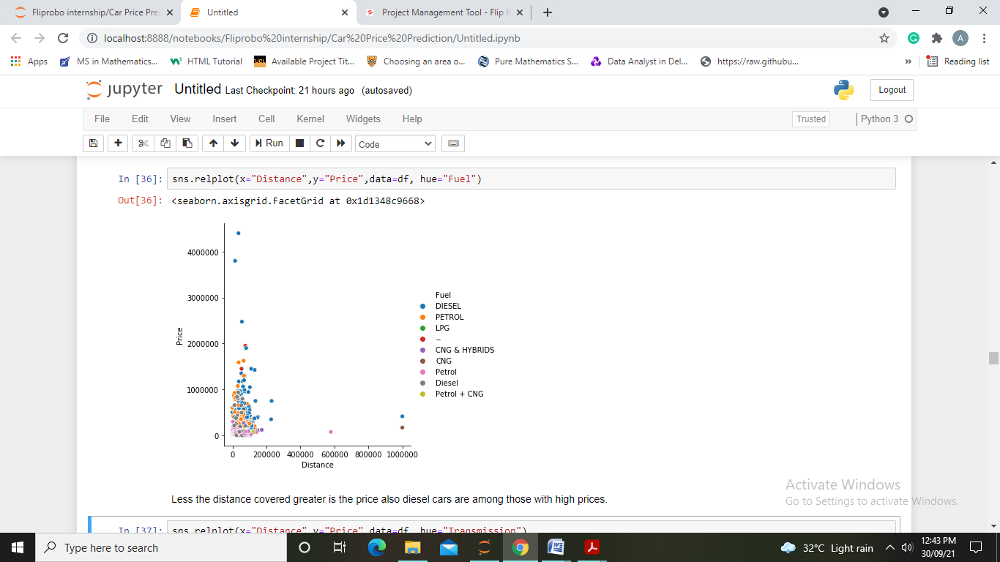 Fliprobo internship/Car Price Pre
Untitled
Project Management Tool - Flip R
localhost:8888/notebooks/Fliprobo%20internship/Car%20Price%20Prediction/Untitled.ipynb
G
A
Apps
MS in Mathematics...
HTML Tutorial
Available Project Tit...
Choosing an area o...
Pure Mathematics S...
Data Analyst in Del...
https://raw.githubu...
»
Reading list
jupyter Untitled Last Checkpoint: 21 hours ago (autosaved)
Logout
File Edit View Insert Cell Kernel Widgets Help
Trusted
Python 3
Run
Code
In [36]: sns.relplot(x="Distance",y="Price",data=df, hue="Fuel")
Out[36]: <seaborn.axisgrid.FacetGrid at 0x1d1348c9668>
4000000
3000000
2000000
1000000
0
Price
0 200000 400000 600000 800000 1000000
Distance
Fuel
DIESEL
PETROL
LPG
–
CNG & HYBRIDS
CNG
Petrol
Diesel
Petrol + CNG
Less the distance covered greater is the price also diesel cars are among those with high prices.
Activate Windows
Go to Settings to activate Windows.
In [37]: sns.relplot(x="Distance",y="Price",data=df, hue="Transmission")
Type here to search
32°C Light rain
12:43 PM
30/09/21